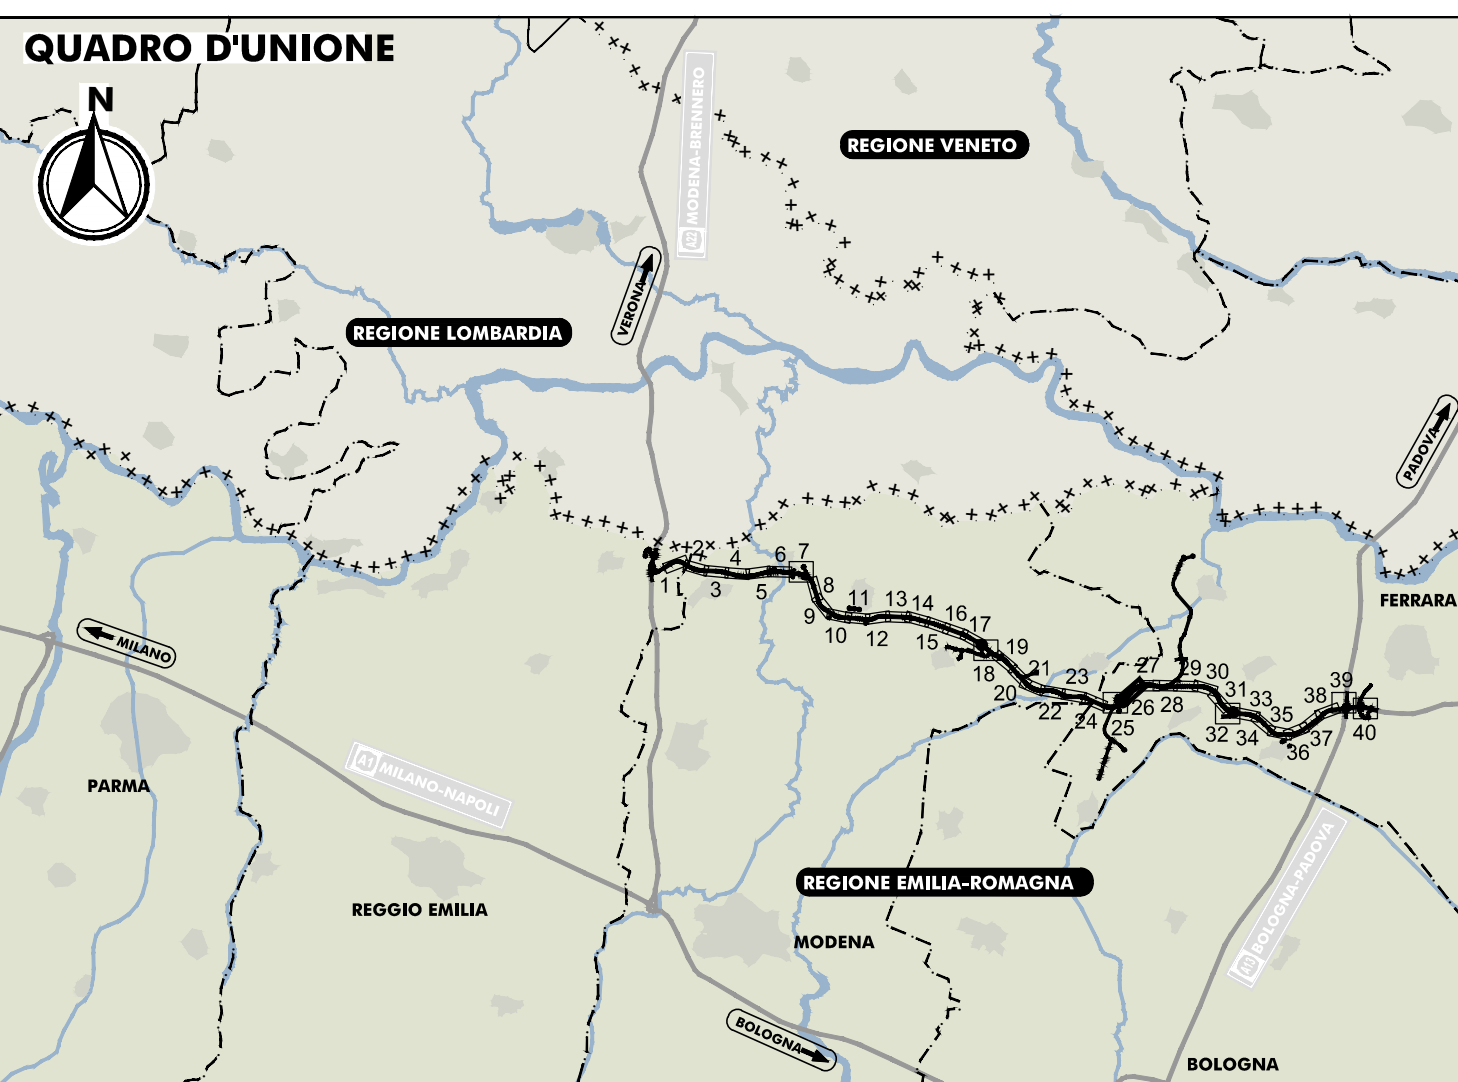 QUADRO D'UNIONE
N
A22 MODENA-BRENNERO
REGIONE VENETO
VERONA
REGIONE LOMBARDIA
PADOVA
FERRARA
MILANO
1
2
3
4
5
6
7
8
9
10
11
12
13
14
15
16
17
18
19
20
21
22
23
24
25
26
27
28
29
30
31
32
33
34
35
36
37
38
39
40
PARMA
A1 MILANO-NAPOLI
A13 BOLOGNA-PADOVA
REGIONE EMILIA-ROMAGNA
REGGIO EMILIA
MODENA
BOLOGNA
BOLOGNA